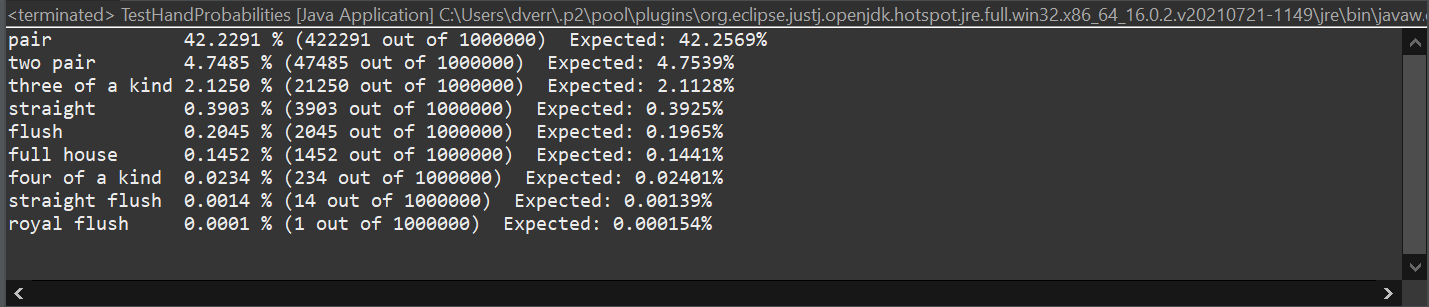 <terminated> TestHandProbabilities [Java Application] C:\Users\dverr\.p2\pool\plugins\org.eclipse.justj.openjdk.hotspot.jre.full.win32.x86_64_16.0.2.v20210721-1149\jre\bin\javaw.
pair 42.2291 % (422291 out of 1000000) Expected: 42.2569%
two pair 4.7485 % (47485 out of 1000000) Expected: 4.7539%
three of a kind 2.1250 % (21250 out of 1000000) Expected: 2.1128%
straight 0.3903 % (3903 out of 1000000) Expected: 0.3925%
flush 0.2045 % (2045 out of 1000000) Expected: 0.1965%
full house 0.1452 % (1452 out of 1000000) Expected: 0.1441%
four of a kind 0.0234 % (234 out of 1000000) Expected: 0.02401%
straight flush 0.0014 % (14 out of 1000000) Expected: 0.00139%
royal flush 0.0001 % (1 out of 1000000) Expected: 0.000154%